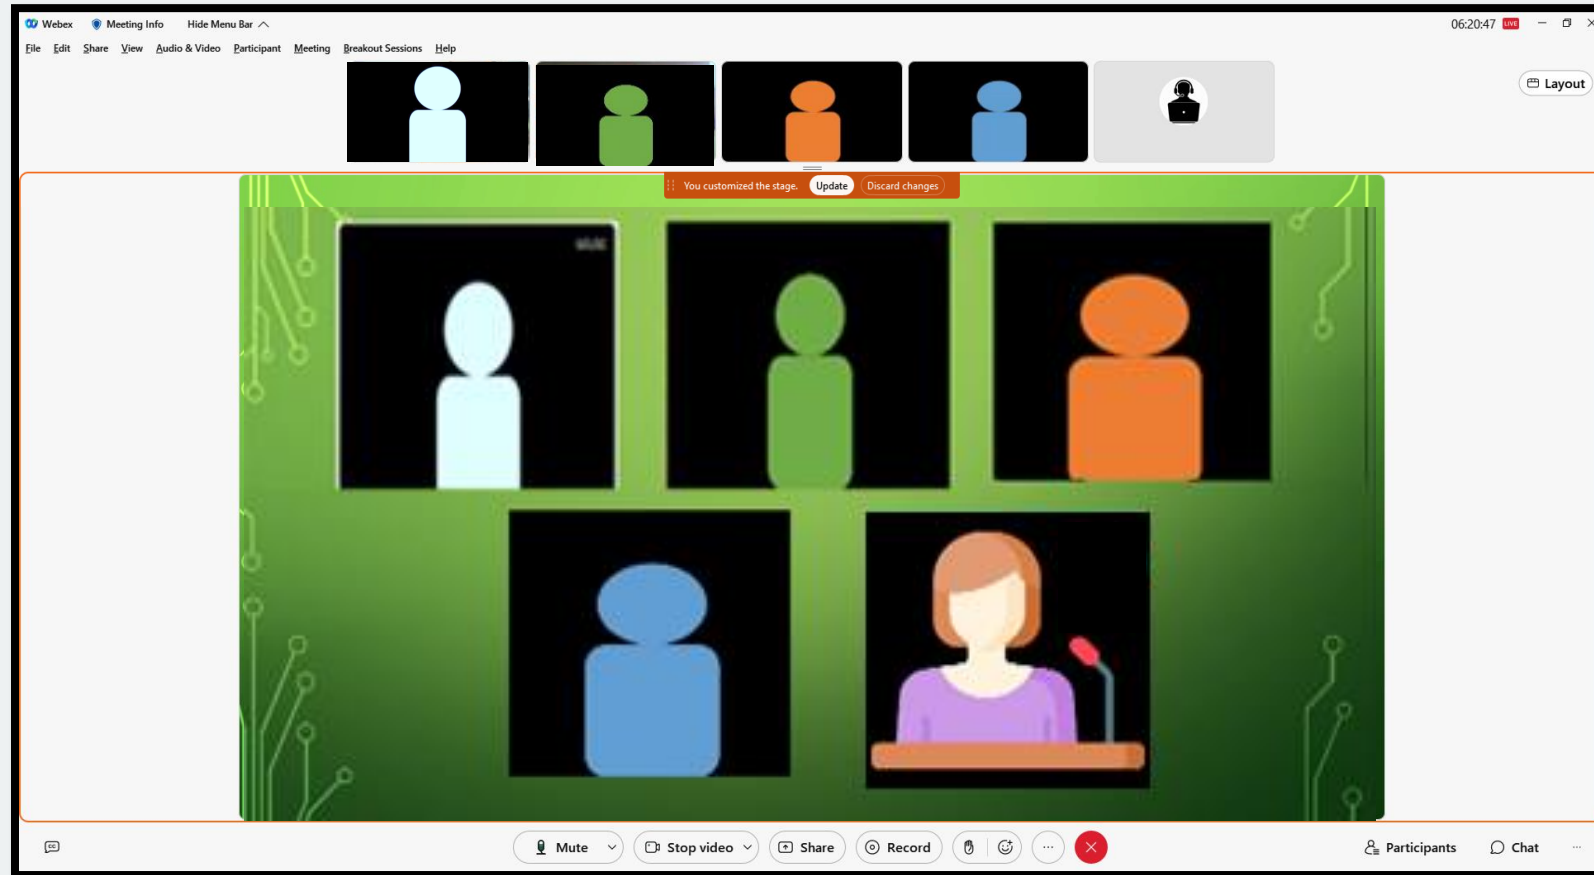 Webex Meeting Info Hide Menu Bar 06:20:47 LIVE
File Edit Share View Audio & Video Participant Meeting Breakout Sessions Help
Layout
You customized the stage. Update Discard changes
CC Mute Stop video Share Record Participants Chat